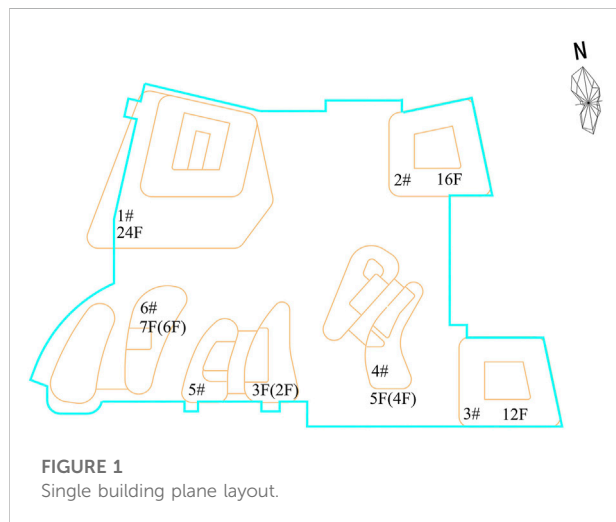 N
2# 16F
1#
24F
6#
7F(6F)
4#
5# 3F(2F)
5F(4F)
3# 12F
FIGURE 1
Single building plane layout.